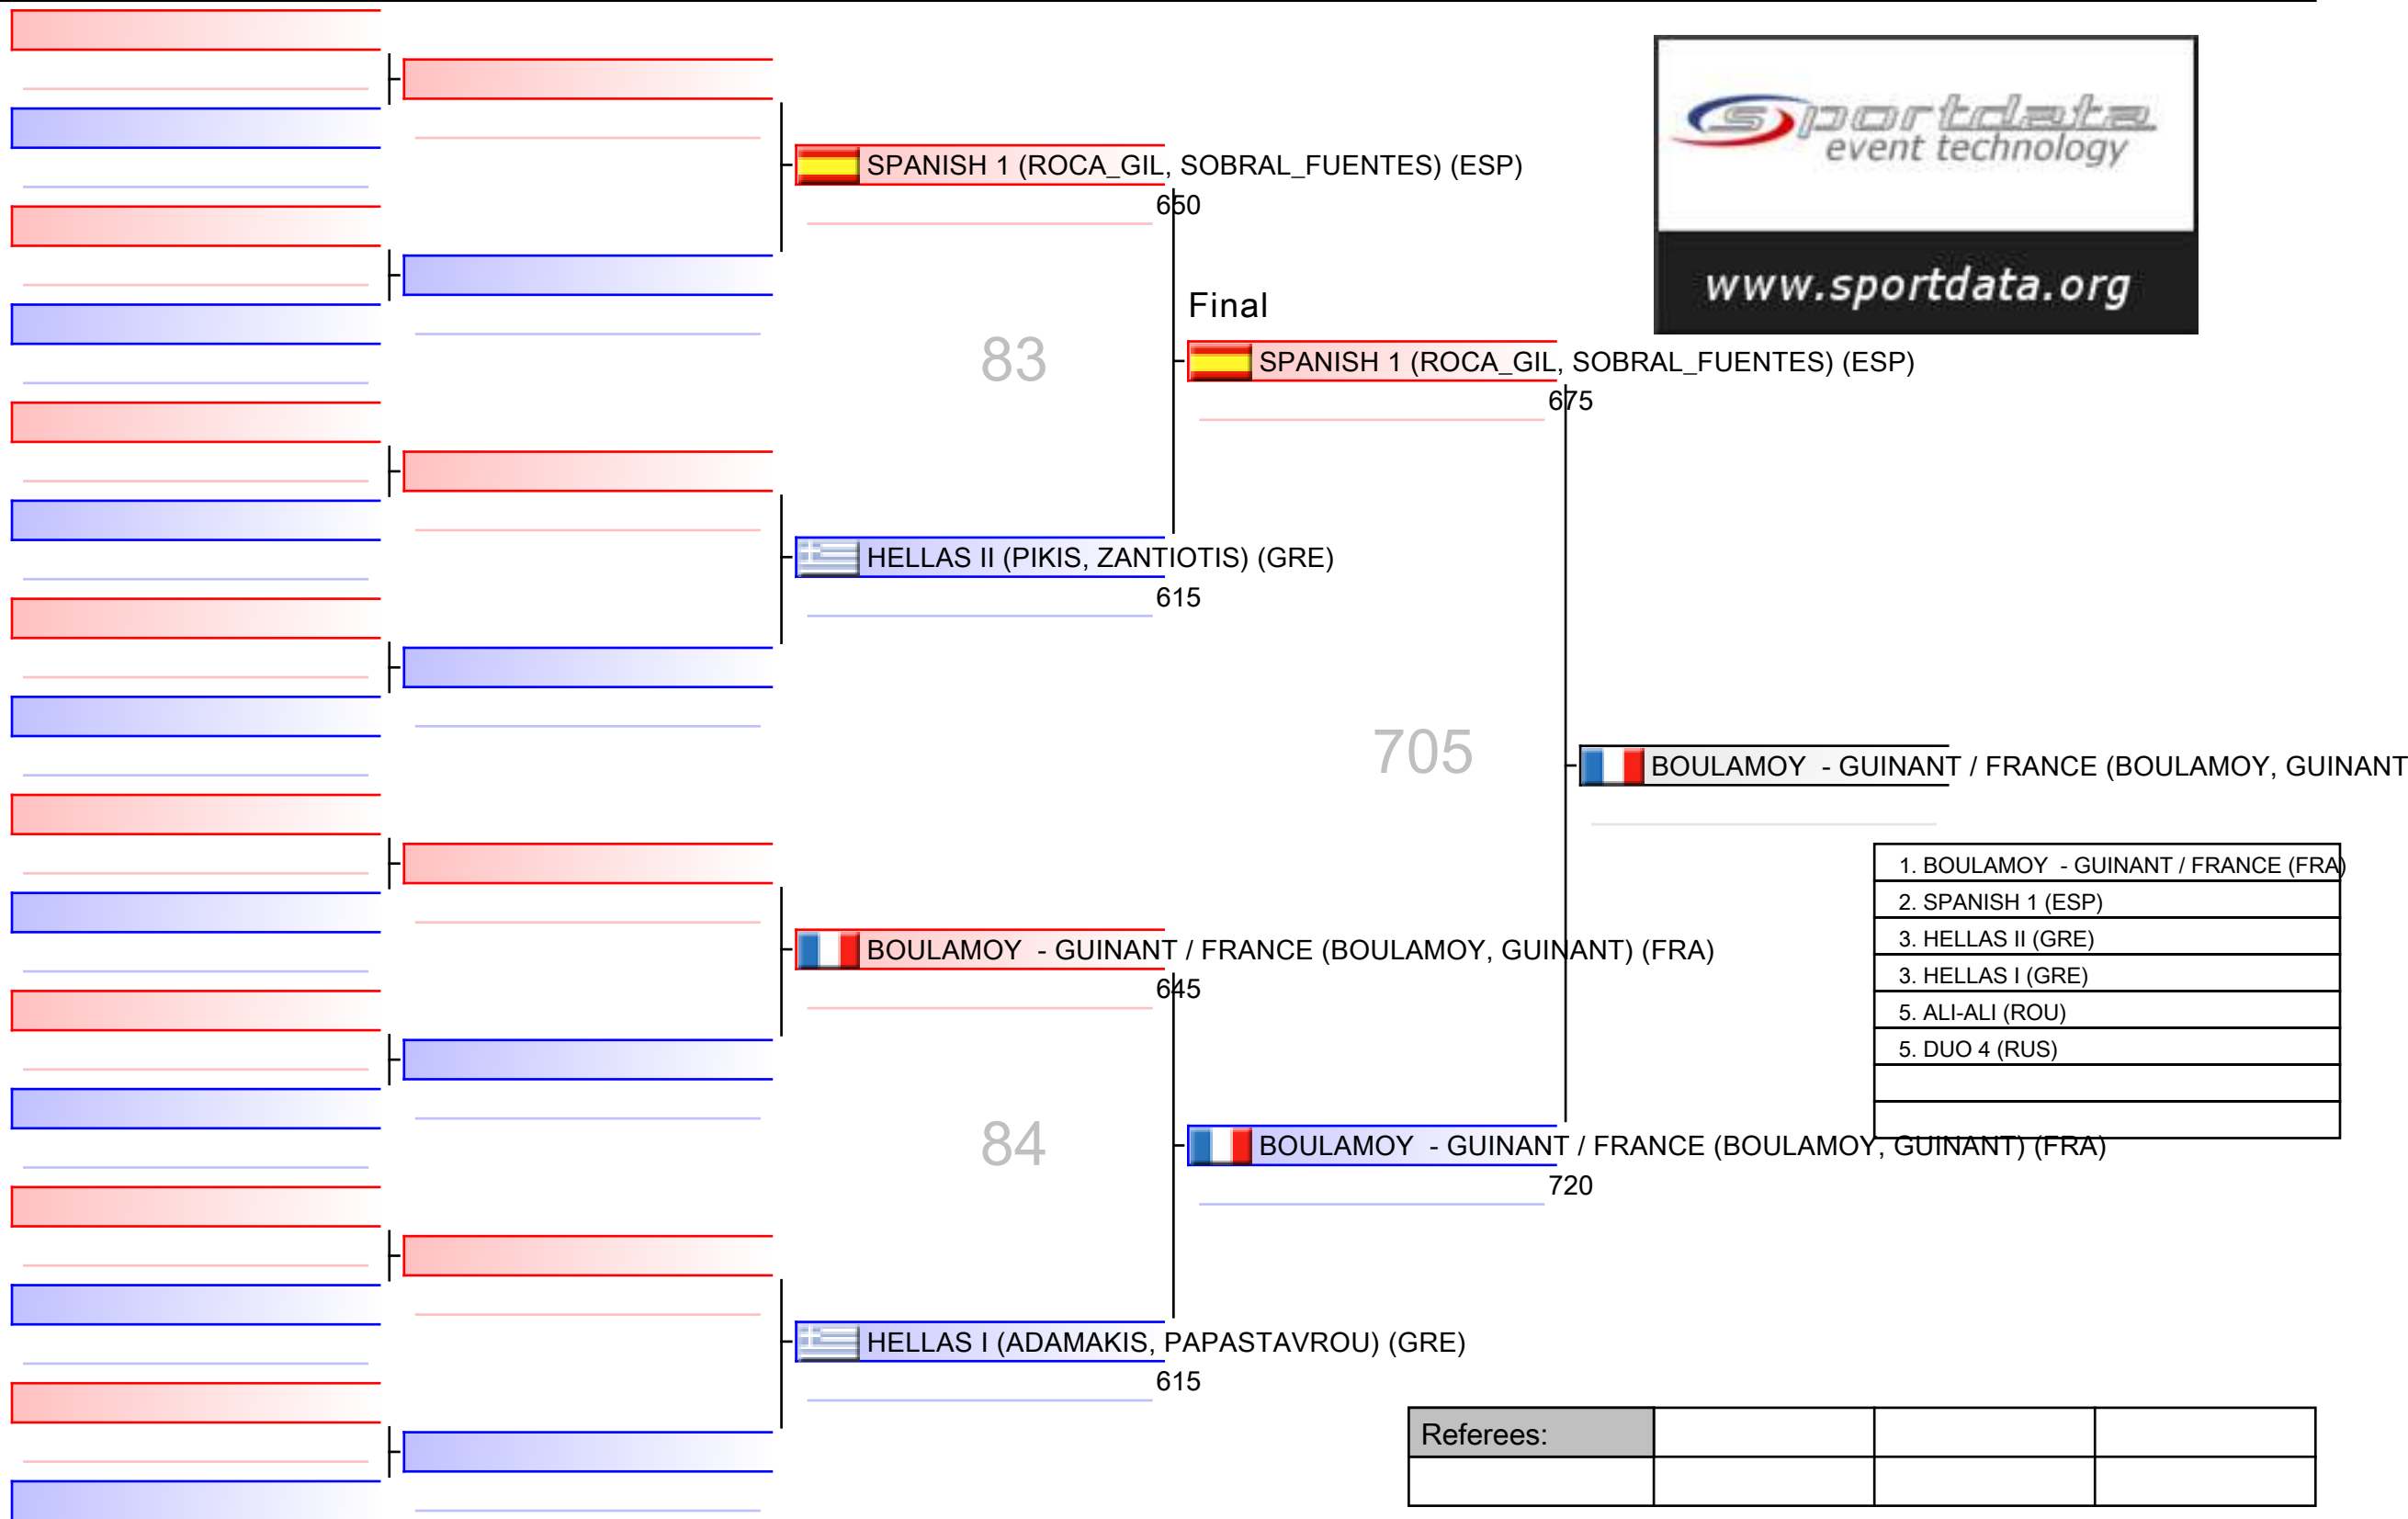 sportdata
event technology
www.sportdata.org
SPANISH 1 (ROCA_GIL, SOBRAL_FUENTES) (ESP)
650
Final
83
SPANISH 1 (ROCA_GIL, SOBRAL_FUENTES) (ESP)
675
HELLAS II (PIKIS, ZANTIOTIS) (GRE)
615
705
BOULAMOY - GUINANT / FRANCE (BOULAMOY, GUINANT
1. BOULAMOY - GUINANT / FRANCE (FRA)
2. SPANISH 1 (ESP)
3. HELLAS II (GRE)
3. HELLAS I (GRE)
5. ALI-ALI (ROU)
5. DUO 4 (RUS)
BOULAMOY - GUINANT / FRANCE (BOULAMOY, GUINANT) (FRA)
645
84
BOULAMOY - GUINANT / FRANCE (BOULAMOY, GUINANT) (FRA)
720
HELLAS I (ADAMAKIS, PAPASTAVROU) (GRE)
615
Referees: